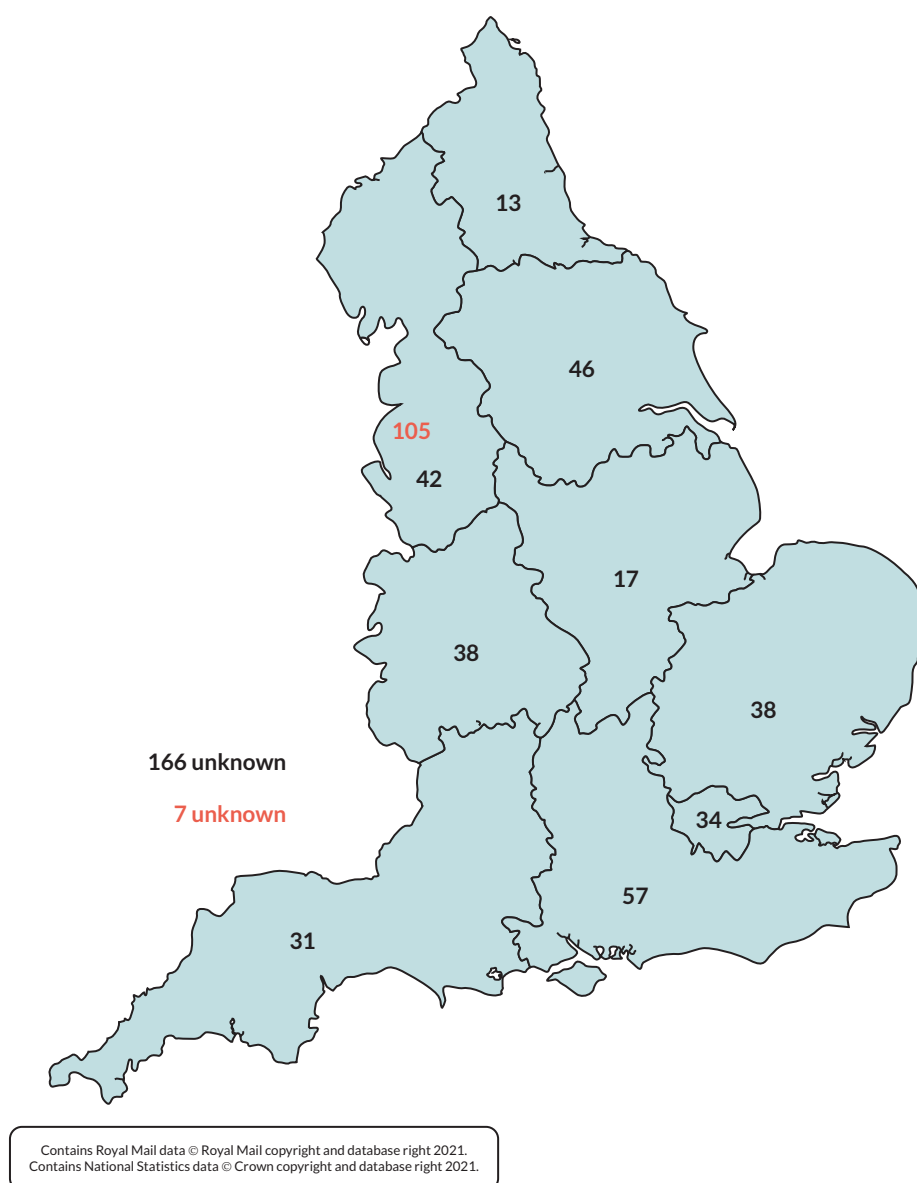 13
46
105
42
17
38
38
166 unknown
7 unknown
34
57
31
Contains Royal Mail data © Royal Mail copyright and database right 2021.
Contains National Statistics data © Crown copyright and database right 2021.